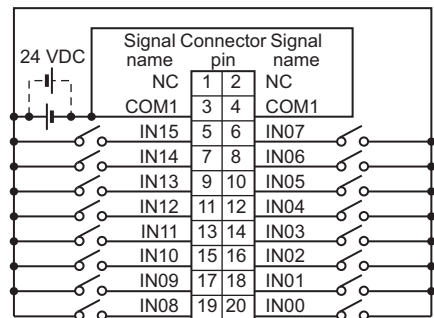 Signal Connector Signal
24 VDC name pin name
NC 1 2 NC
COM1 3 4 COM1
IN15 5 6 IN07
IN14 7 8 IN06
IN13 9 10 IN05
IN12 11 12 IN04
IN11 13 14 IN03
IN10 15 16 IN02
IN09 17 18 IN01
IN08 19 20 IN00